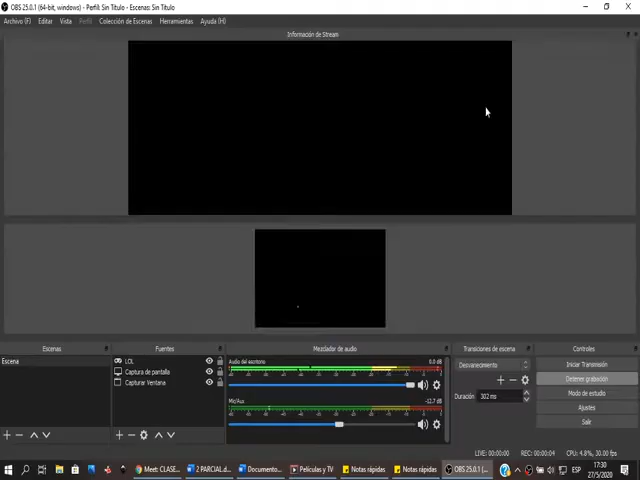 OBS 25.0.1 (64-bit, windows) - Perfil: Sin Título - Escenas: Sin Título
Archivo (F) Editar Vista Perfil Colección de Escenas Herramientas Ayuda (H)
Información de Stream
Escenas Fuentes Mezclador de audio Transiciones de escena Controles
Escena
LOL
Captura de pantalla
Capturar Ventana
Audio del escritorio 0.0 dB
Mic/Aux -12.7 dB
Desvanecimiento
Duración 302 ms
Iniciar Transmisión
Detener grabación
Modo de estudio
Ajustes
Salir
LIVE: 00:00:00 REC: 00:00:04 CPU: 4.8%, 30.00 fps
Meet: CLASE... 2 PARCIAL.d... Documento... Películas y TV Notas rápidas Notas rápidas OBS 25.0.1 (... ESP 17:30
27/5/2020